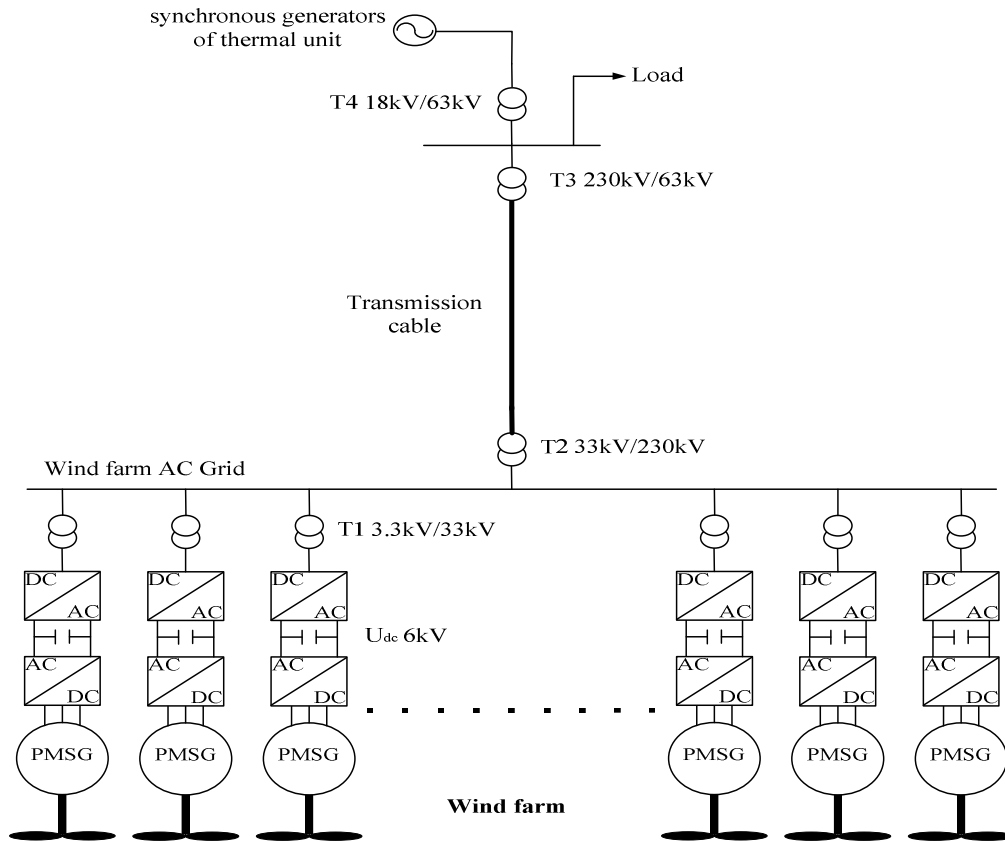 synchronous generators
of thermal unit
Load
T4 18kV/63kV
T3 230kV/63kV
Transmission
cable
T2 33kV/230kV
Wind farm AC Grid
T1 3.3kV/33kV
DC DC DC DC DC DC
AC AC AC AC AC AC
Udc 6kV
AC AC AC AC AC AC
DC DC DC DC DC DC
PMSG PMSG PMSG PMSG PMSG PMSG
Wind farm